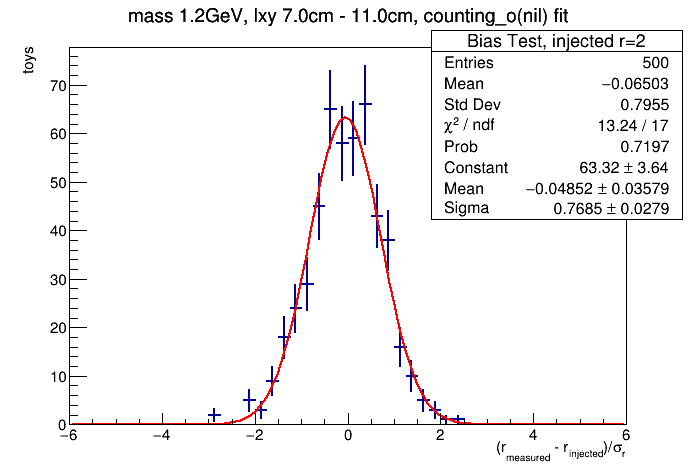 mass 1.2GeV, lxy 7.0cm - 11.0cm, counting_o(nil) fit
Bias Test, injected r=2
Entries 500
Mean −0.06503
Std Dev 0.7955
χ² / ndf 13.24 / 17
Prob 0.7197
Constant 63.32 ± 3.64
Mean −0.04852 ± 0.03579
Sigma 0.7685 ± 0.0279
toys
70
60
50
40
30
20
10
0
−6 −4 −2 0 2 4 6
(r_measured - r_injected)/σ_r